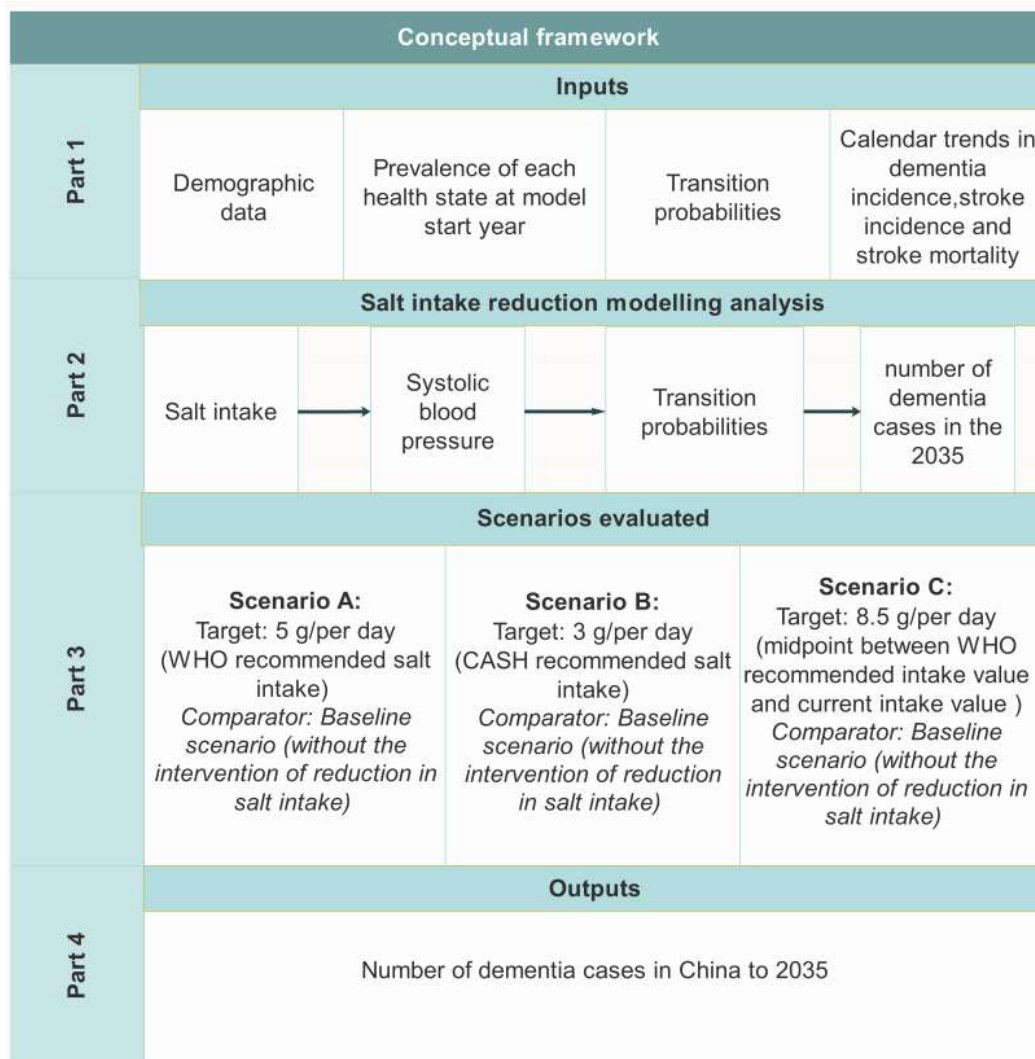 Conceptual framework
Part 1
Inputs
Demographic
data
Prevalence of each
health state at model
start year
Transition
probabilities
Calendar trends in
dementia
incidence,stroke
incidence and
stroke mortality
Part 2
Salt intake reduction modelling analysis
Salt intake
Systolic
blood
pressure
Transition
probabilities
number of
dementia
cases in the
2035
Part 3
Scenarios evaluated
Scenario A:
Target: 5 g/per day
(WHO recommended salt
intake)
Comparator: Baseline
scenario (without the
intervention of reduction in
salt intake)
Scenario B:
Target: 3 g/per day
(CASH recommended salt
intake)
Comparator: Baseline
scenario (without the
intervention of reduction
in salt intake)
Scenario C:
Target: 8.5 g/per day
(midpoint between WHO
recommended intake value
and current intake value )
Comparator: Baseline
scenario (without the
intervention of reduction in
salt intake)
Part 4
Outputs
Number of dementia cases in China to 2035